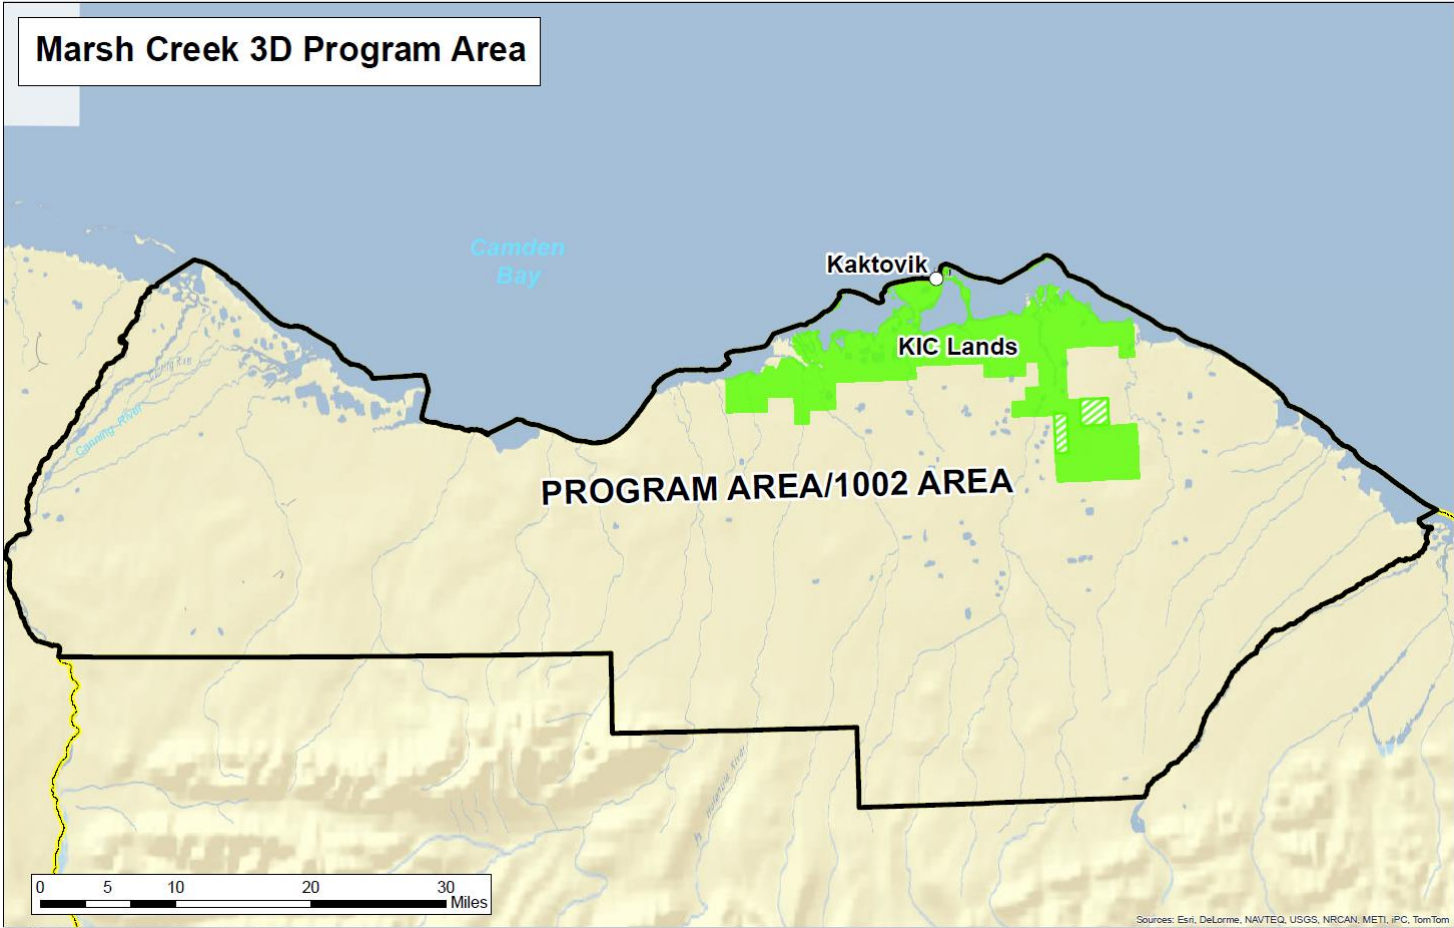 Marsh Creek 3D Program Area
Camden
Bay
Kaktovik
KIC Lands
Canning River
PROGRAM AREA/1002 AREA
River
0 5 10 20 30
Miles
Sources: Esri, DeLorme, NAVTEQ, USGS, NRCAN, METI, iPC, TomTom